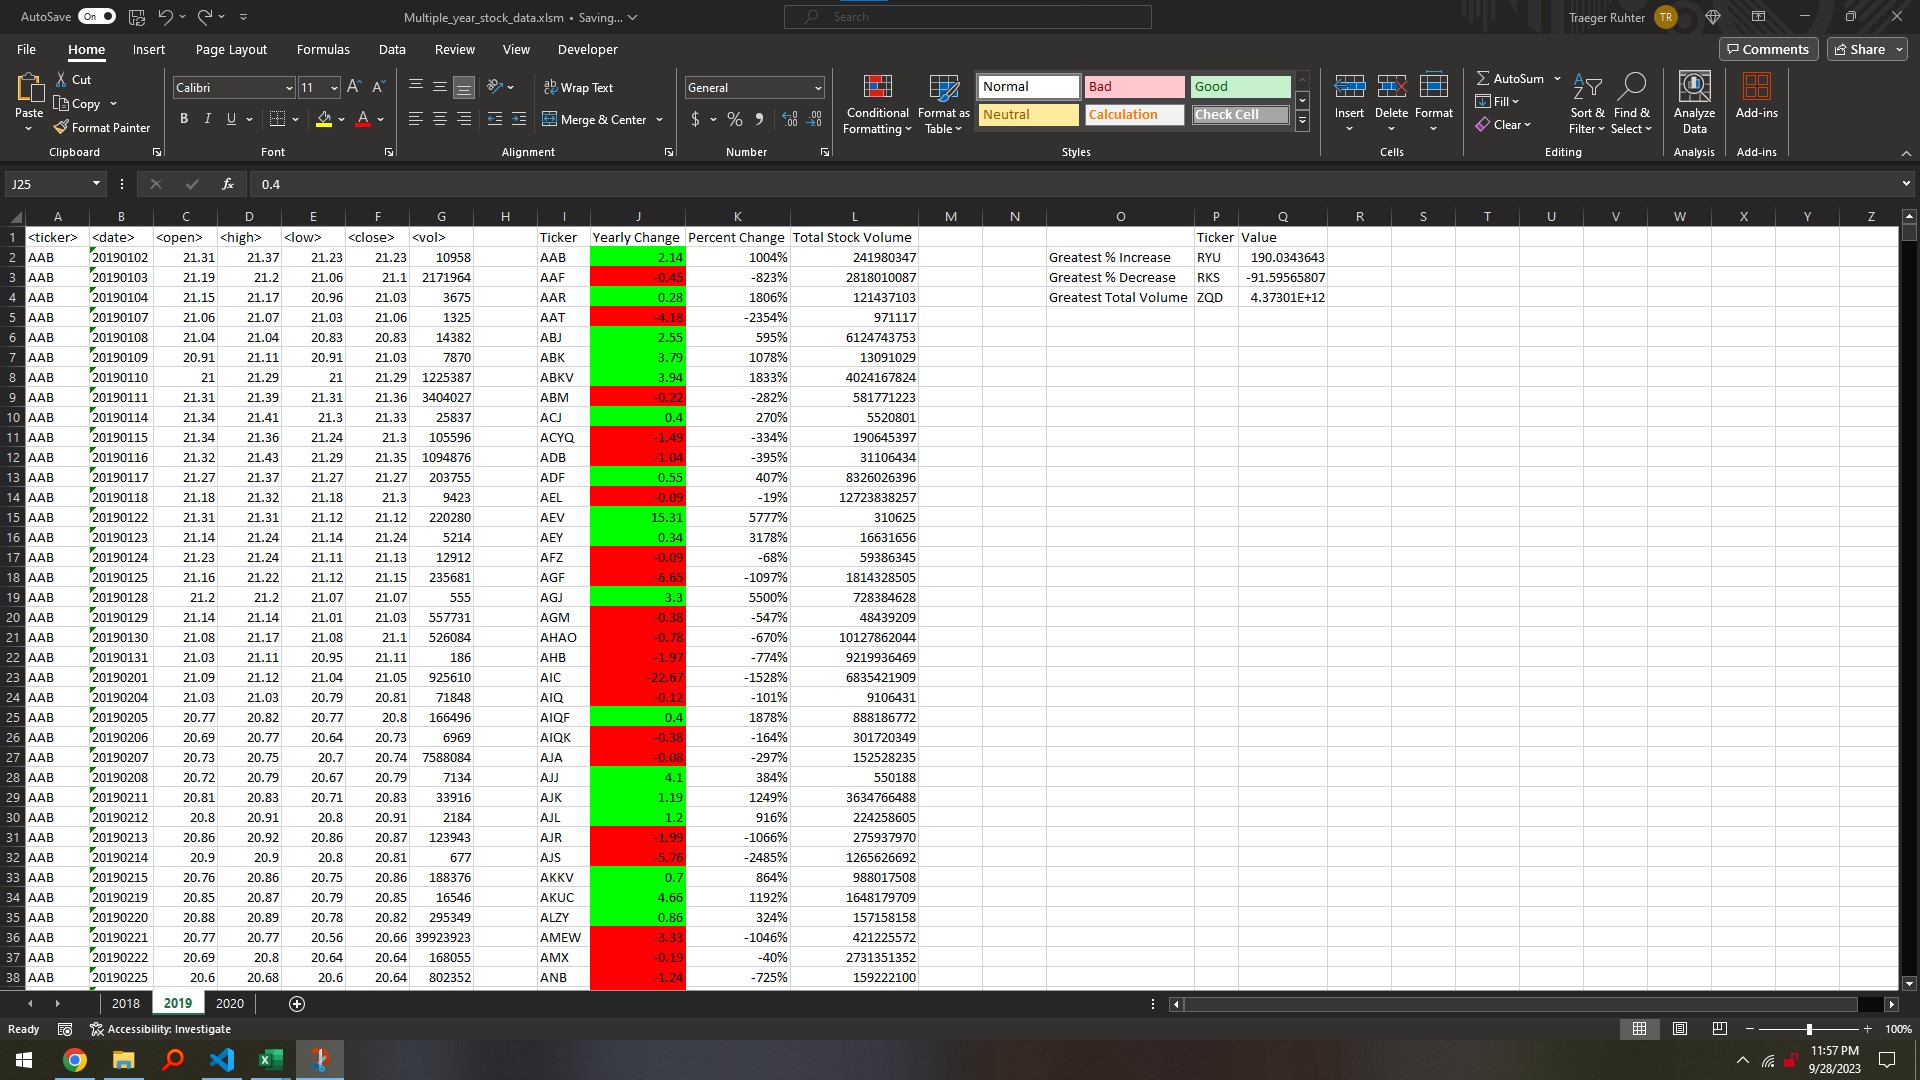 AutoSave On Multiple_year_stock_data.xlsm • Saving... Search Traeger Ruhter TR
File Home Insert Page Layout Formulas Data Review View Developer Comments Share
Paste Cut Copy Format Painter
Calibri 11
Wrap Text Merge & Center
General
Conditional Formatting Format as Table
Normal Bad Good
Neutral Calculation Check Cell
Insert Delete Format
AutoSum Fill Clear Sort & Filter Find & Select
Analyze Data Add-ins
Clipboard Font Alignment Number Styles Cells Editing Analysis Add-ins
J25 fx 0.4
A B C D E F G H I J K L M N O P Q R S T U V W X Y Z
1 <ticker> <date> <open> <high> <low> <close> <vol> Ticker Yearly Change Percent Change Total Stock Volume Ticker Value
2 AAB 20190102 21.31 21.37 21.23 21.23 10958 AAB 2.14 1004% 241980347 Greatest % Increase RYU 190.0343643
3 AAB 20190103 21.19 21.2 21.06 21.1 2171964 AAF -0.45 -823% 2818010087 Greatest % Decrease RKS -91.59565807
4 AAB 20190104 21.15 21.17 20.96 21.03 3675 AAR 0.28 1806% 121437103 Greatest Total Volume ZQD 4.37301E+12
5 AAB 20190107 21.06 21.07 21.03 21.06 1325 AAT -4.18 -2354% 971117
6 AAB 20190108 21.04 21.04 20.83 20.83 14382 ABJ 2.55 595% 6124743753
7 AAB 20190109 20.91 21.11 20.91 21.03 7870 ABK 3.79 1078% 13091029
8 AAB 20190110 21 21.29 21 21.29 1225387 ABKV 3.94 1833% 4024167824
9 AAB 20190111 21.31 21.39 21.31 21.36 3404027 ABM -0.22 -282% 581771223
10 AAB 20190114 21.34 21.41 21.3 21.33 25837 ACJ 0.4 270% 5520801
11 AAB 20190115 21.34 21.36 21.24 21.3 105596 ACYQ -1.49 -334% 190645397
12 AAB 20190116 21.32 21.43 21.29 21.35 1094876 ADB -1.04 -395% 31106434
13 AAB 20190117 21.27 21.37 21.27 21.27 203755 ADF 0.55 407% 8326026396
14 AAB 20190118 21.18 21.32 21.18 21.3 9423 AEL -0.09 -19% 12723838257
15 AAB 20190122 21.31 21.31 21.12 21.12 220280 AEV 15.31 5777% 310625
16 AAB 20190123 21.14 21.24 21.14 21.24 5214 AEY 0.34 3178% 16631656
17 AAB 20190124 21.23 21.24 21.11 21.13 12912 AFZ -0.09 -68% 59386345
18 AAB 20190125 21.16 21.22 21.12 21.15 235681 AGF -6.65 -1097% 1814328505
19 AAB 20190128 21.2 21.2 21.07 21.07 555 AGJ 3.3 5500% 728384628
20 AAB 20190129 21.14 21.14 21.01 21.03 557731 AGM -0.38 -547% 48439209
21 AAB 20190130 21.08 21.17 21.08 21.1 526084 AHAO -0.78 -670% 10127862044
22 AAB 20190131 21.03 21.11 20.95 21.11 186 AHB -1.97 -774% 9219936469
23 AAB 20190201 21.09 21.12 21.04 21.05 925610 AIC -22.67 -1528% 6835421909
24 AAB 20190204 21.03 21.03 20.79 20.81 71848 AIQ -0.12 -101% 9106431
25 AAB 20190205 20.77 20.82 20.77 20.8 166496 AIQF 0.4 1878% 888186772
26 AAB 20190206 20.69 20.77 20.64 20.73 6969 AIQK -0.38 -164% 301720349
27 AAB 20190207 20.73 20.75 20.7 20.74 7588084 AJA -0.08 -297% 152528235
28 AAB 20190208 20.72 20.79 20.67 20.79 7134 AJJ 4.1 384% 550188
29 AAB 20190211 20.81 20.83 20.71 20.83 33916 AJK 1.19 1249% 3634766488
30 AAB 20190212 20.8 20.91 20.8 20.91 2184 AJL 1.2 916% 224258605
31 AAB 20190213 20.86 20.92 20.86 20.87 123943 AJR -1.99 -1066% 275937970
32 AAB 20190214 20.9 20.9 20.8 20.81 677 AJS -5.76 -2485% 1265626692
33 AAB 20190215 20.76 20.86 20.75 20.86 188376 AKKV 0.7 864% 988017508
34 AAB 20190219 20.85 20.87 20.79 20.85 16546 AKUC 4.66 1192% 1648179709
35 AAB 20190220 20.88 20.89 20.78 20.82 295349 ALZY 0.86 324% 157158158
36 AAB 20190221 20.77 20.77 20.56 20.66 39923923 AMEW -3.33 -1046% 421225572
37 AAB 20190222 20.69 20.8 20.64 20.64 168055 AMX -0.19 -40% 2731351352
38 AAB 20190225 20.6 20.68 20.6 20.64 802352 ANB -1.24 -725% 159222100
2018 2019 2020
Ready Accessibility: Investigate 100%
11:57 PM
9/28/2023